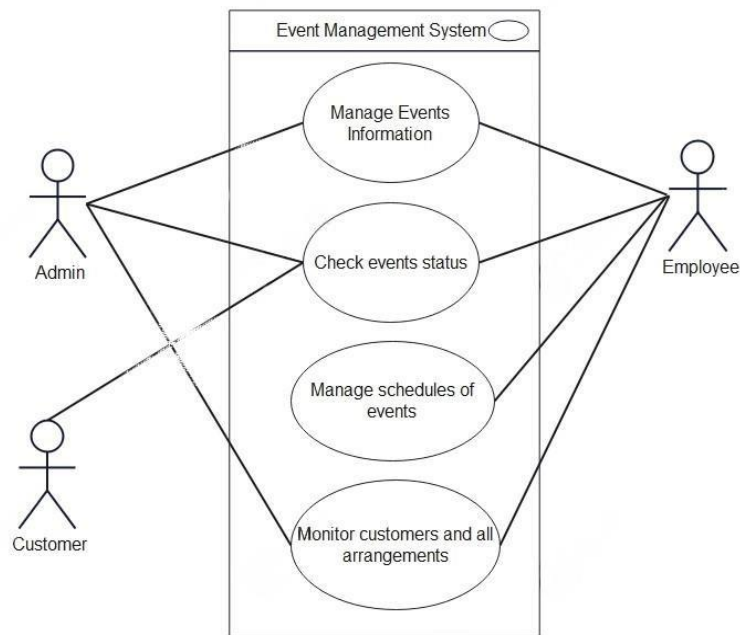 Event Management System
Manage Events
Information
Admin
Check events status
Employee
Manage schedules of
events
Customer
Monitor customers and all
arrangements